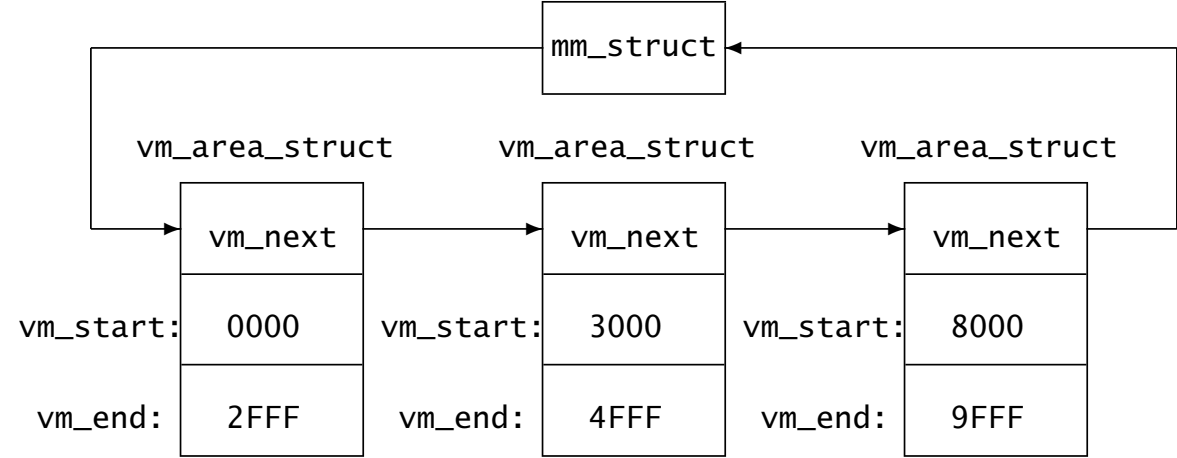 mm_struct
vm_area_struct vm_area_struct vm_area_struct
vm_next vm_next vm_next
vm_start: 0000 vm_start: 3000 vm_start: 8000
vm_end: 2FFF vm_end: 4FFF vm_end: 9FFF